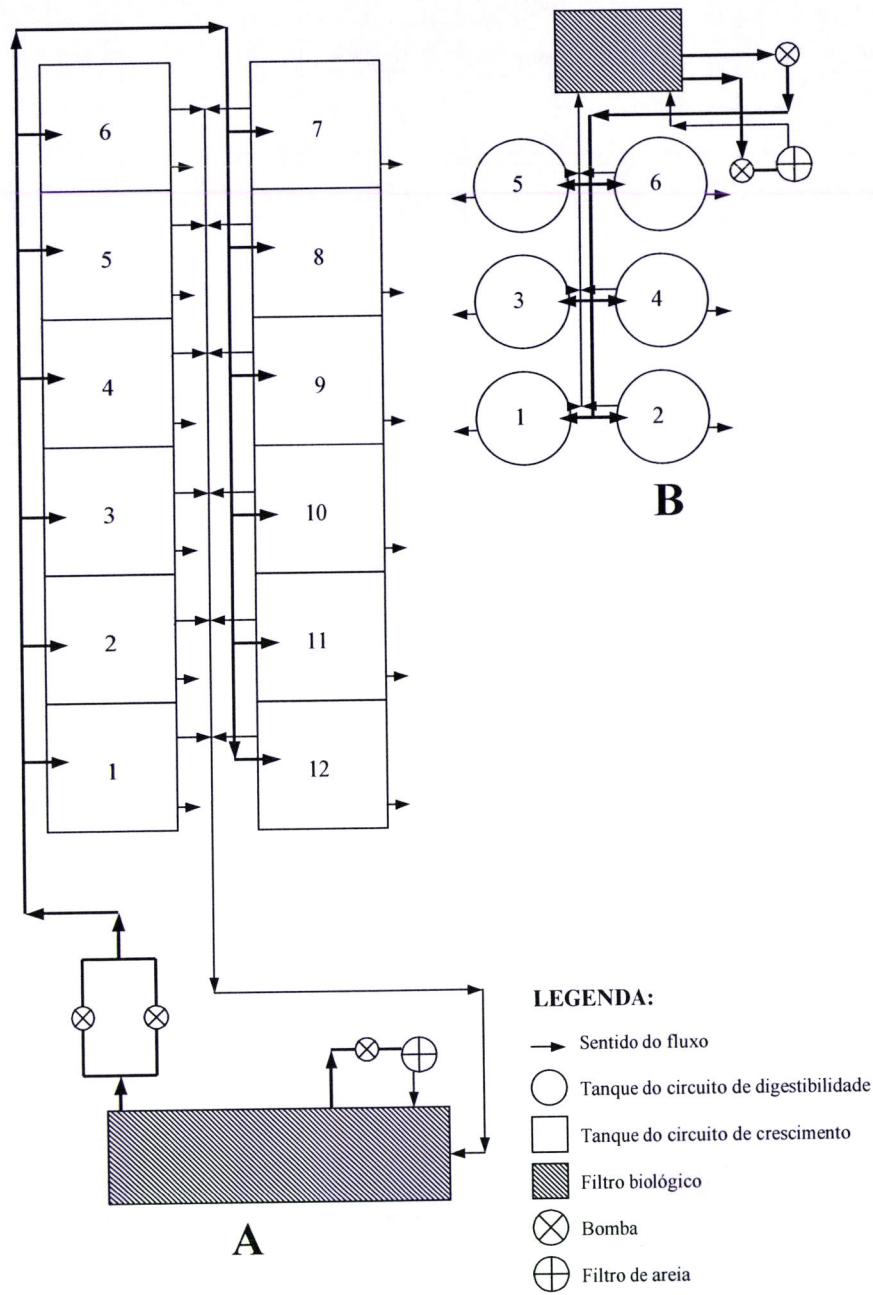 6
5
4
3
2
1
7
8
9
10
11
12
A
5
6
3
4
1
2
B
LEGENDA:
Sentido do fluxo
Tanque do circuito de digestibilidade
Tanque do circuito de crescimento
Filtro biológico
Bomba
Filtro de areia